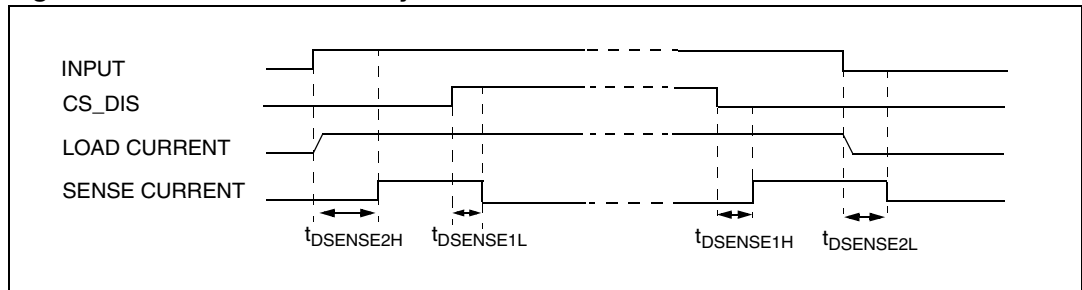 INPUT
CS_DIS
LOAD CURRENT
SENSE CURRENT
tDSENSE2H tDSENSE1L tDSENSE1H tDSENSE2L